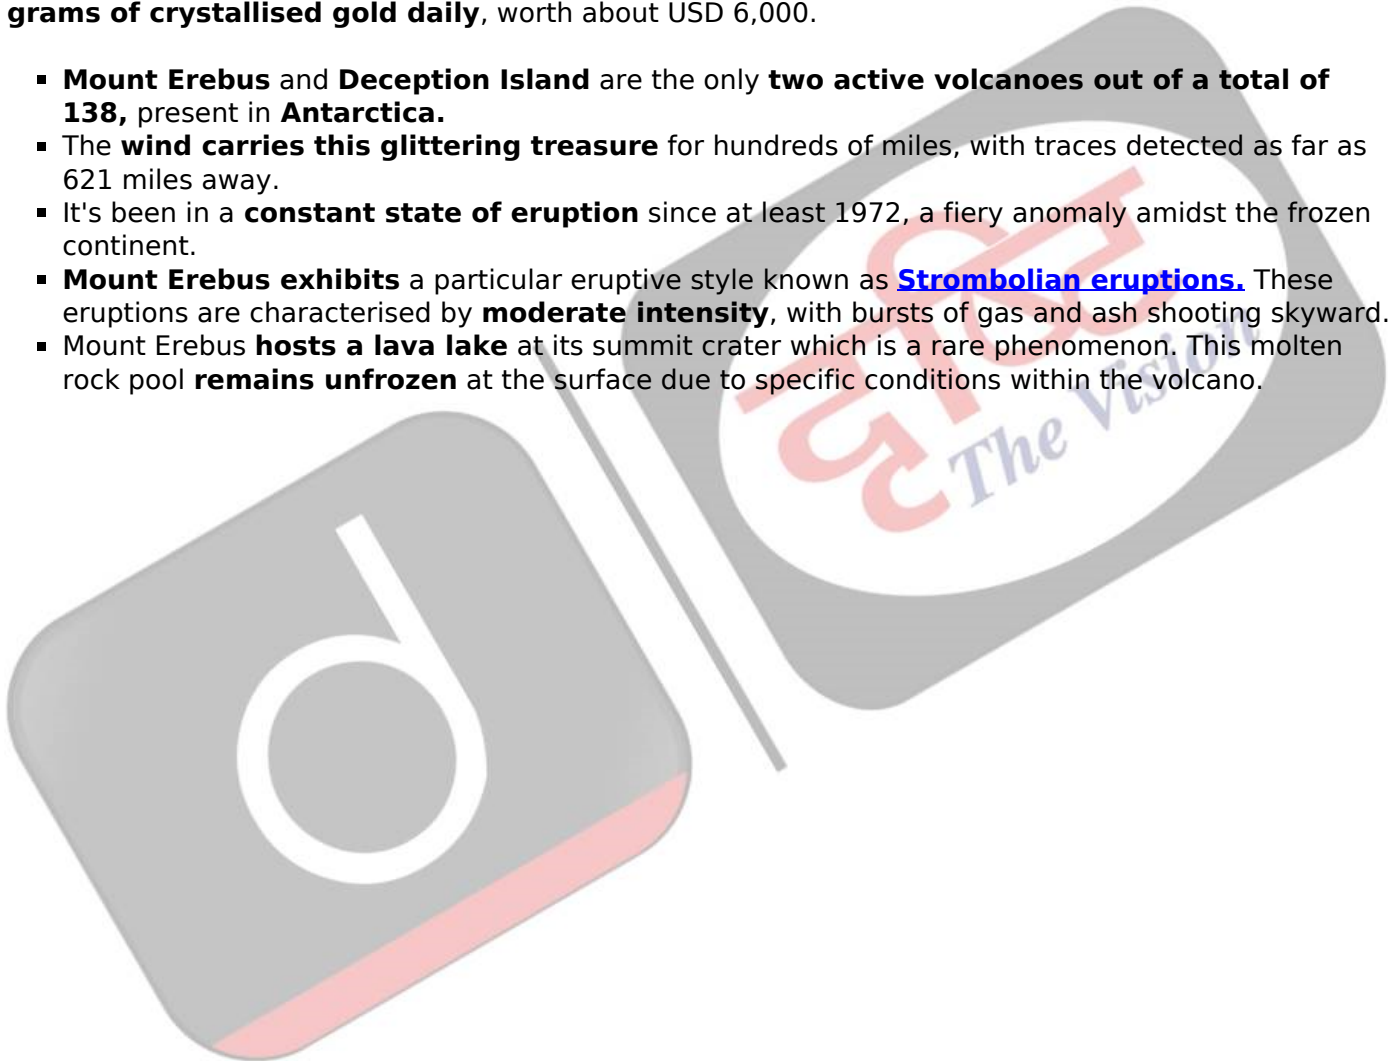 grams of crystallised gold daily, worth about USD 6,000.
▪ Mount Erebus and Deception Island are the only two active volcanoes out of a total of
138, present in Antarctica.
▪ The wind carries this glittering treasure for hundreds of miles, with traces detected as far as
621 miles away.
▪ It's been in a constant state of eruption since at least 1972, a fiery anomaly amidst the frozen
continent.
▪ Mount Erebus exhibits a particular eruptive style known as Strombolian eruptions. These
eruptions are characterised by moderate intensity, with bursts of gas and ash shooting skyward.
▪ Mount Erebus hosts a lava lake at its summit crater which is a rare phenomenon. This molten
rock pool remains unfrozen at the surface due to specific conditions within the volcano.
d
दृष्टि
The Vision